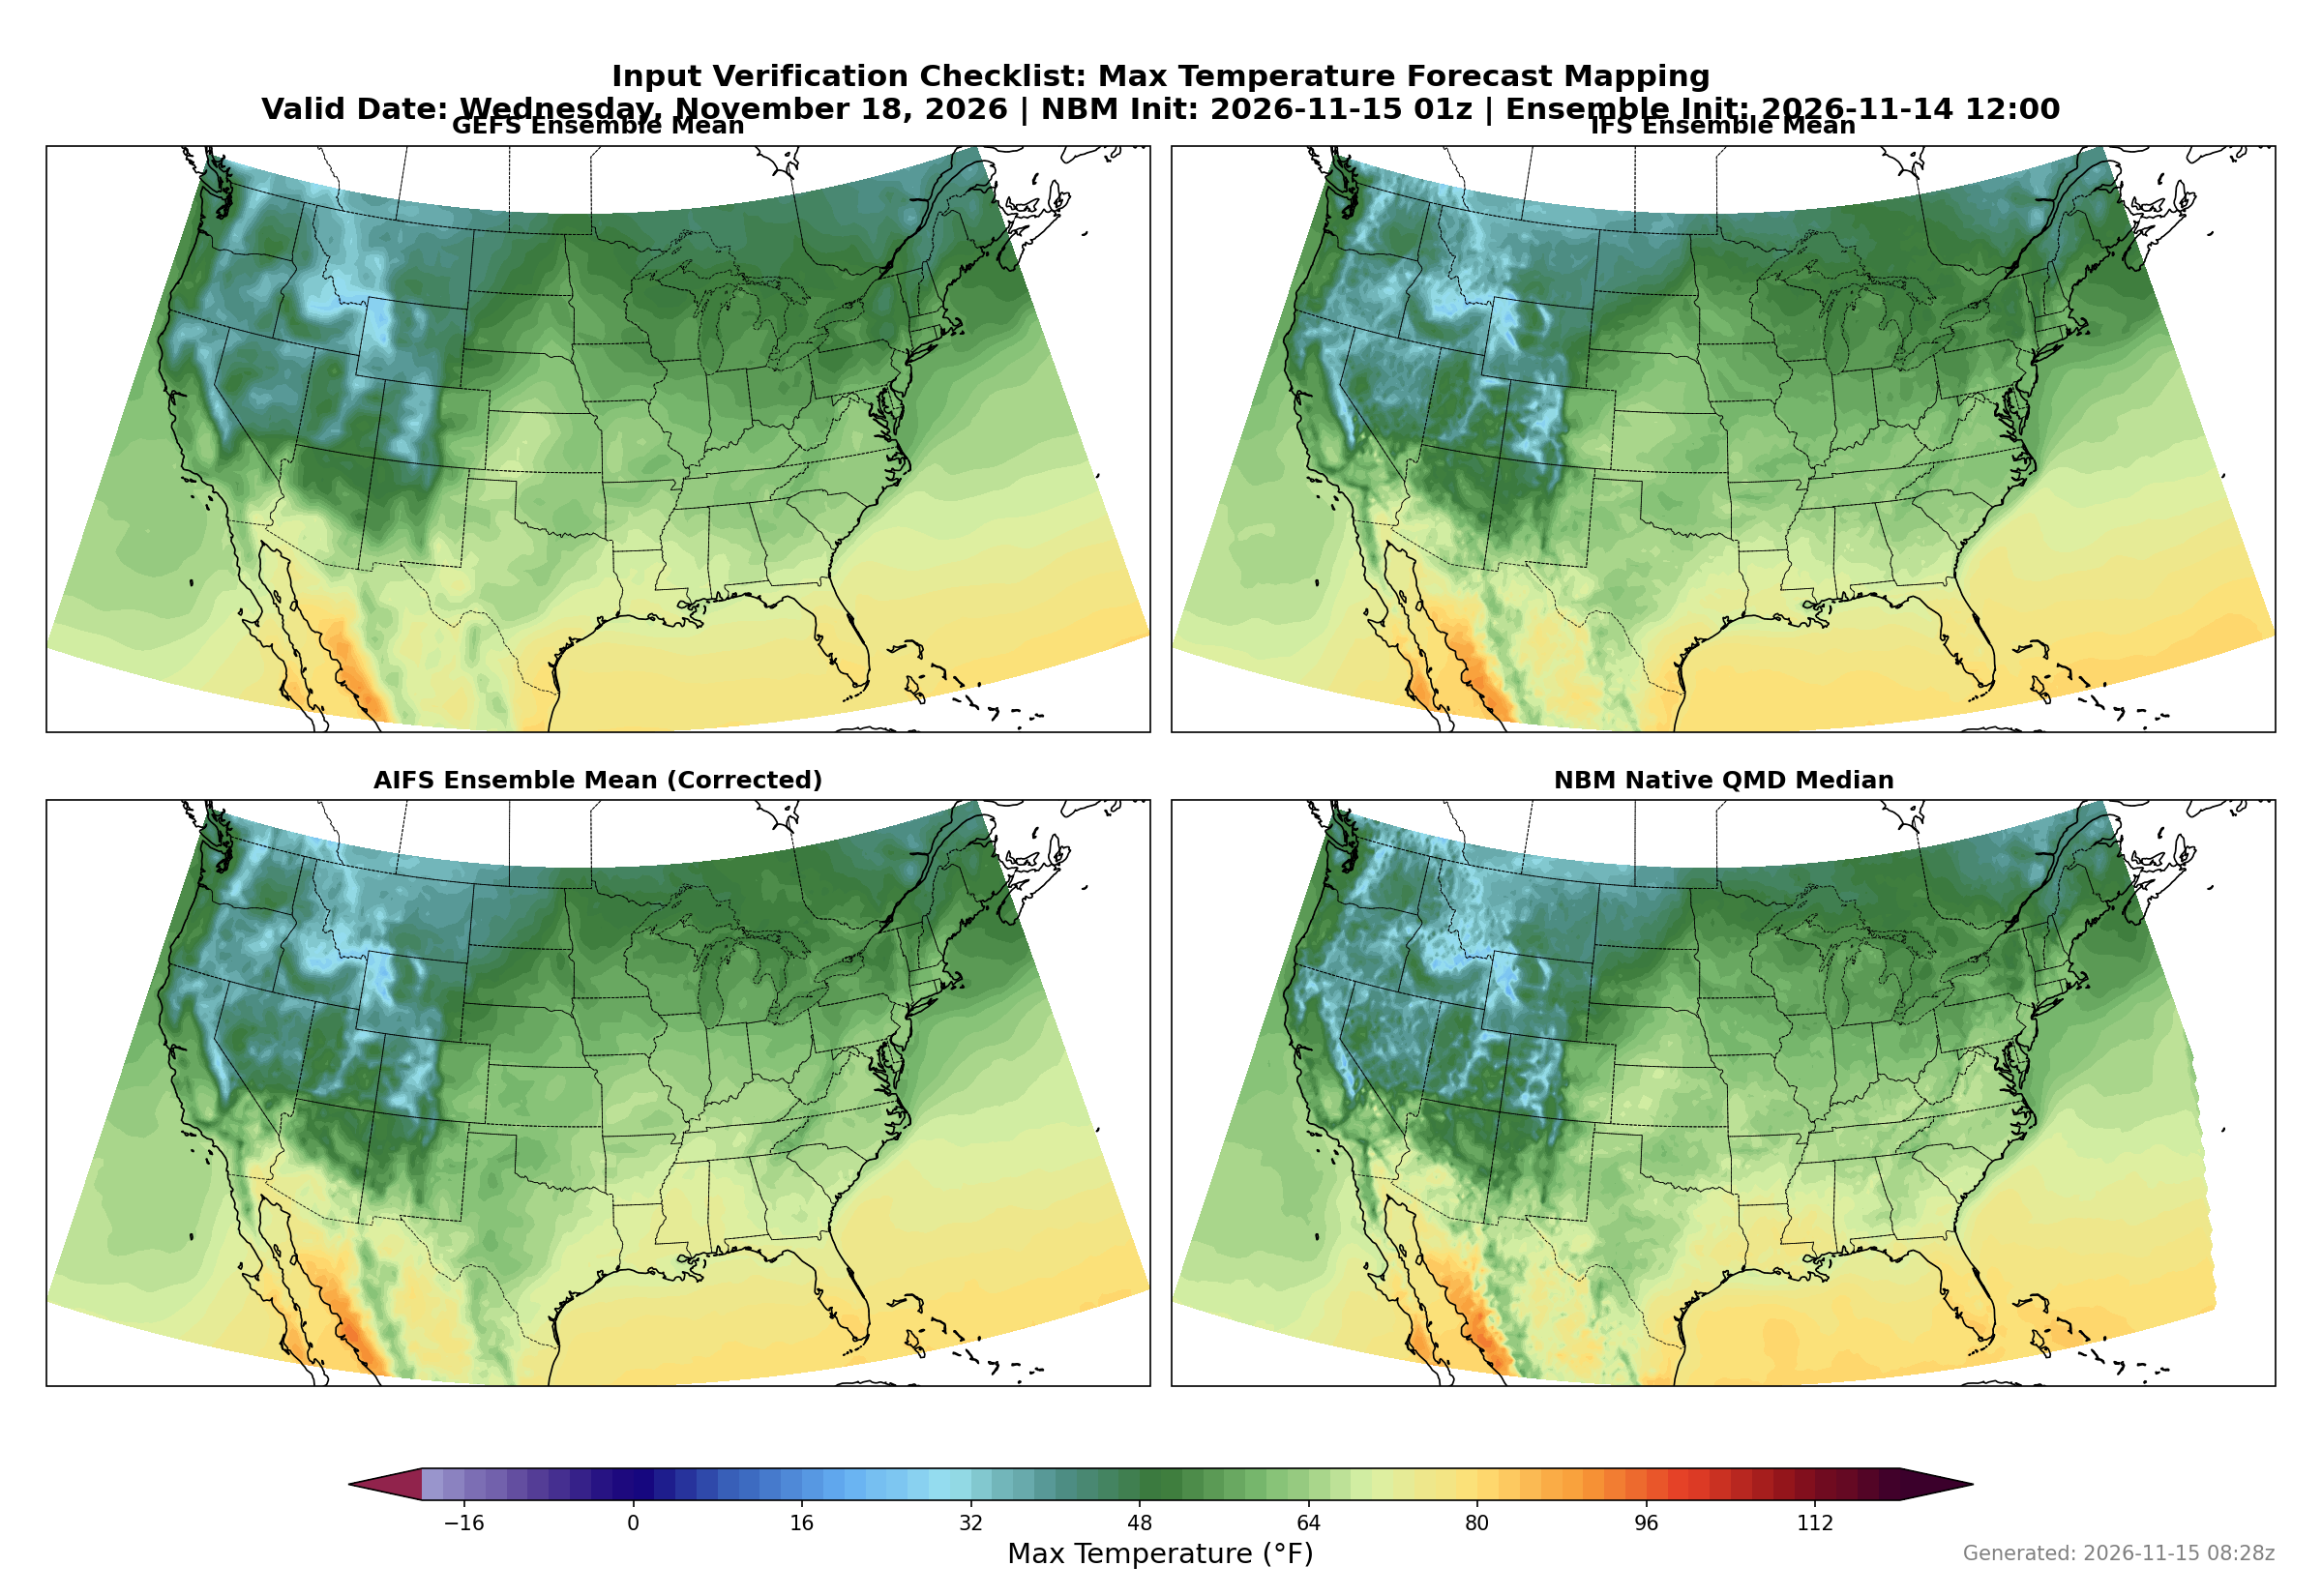 Input Verification Checklist: Max Temperature Forecast Mapping
Valid Date: Wednesday, November 18, 2026 | NBM Init: 2026-11-15 01z | Ensemble Init: 2026-11-14 12:00
GEFS Ensemble Mean
IFS Ensemble Mean
AIFS Ensemble Mean (Corrected)
NBM Native QMD Median
−16 0 16 32 48 64 80 96 112
Max Temperature (°F)
Generated: 2026-11-15 08:28z